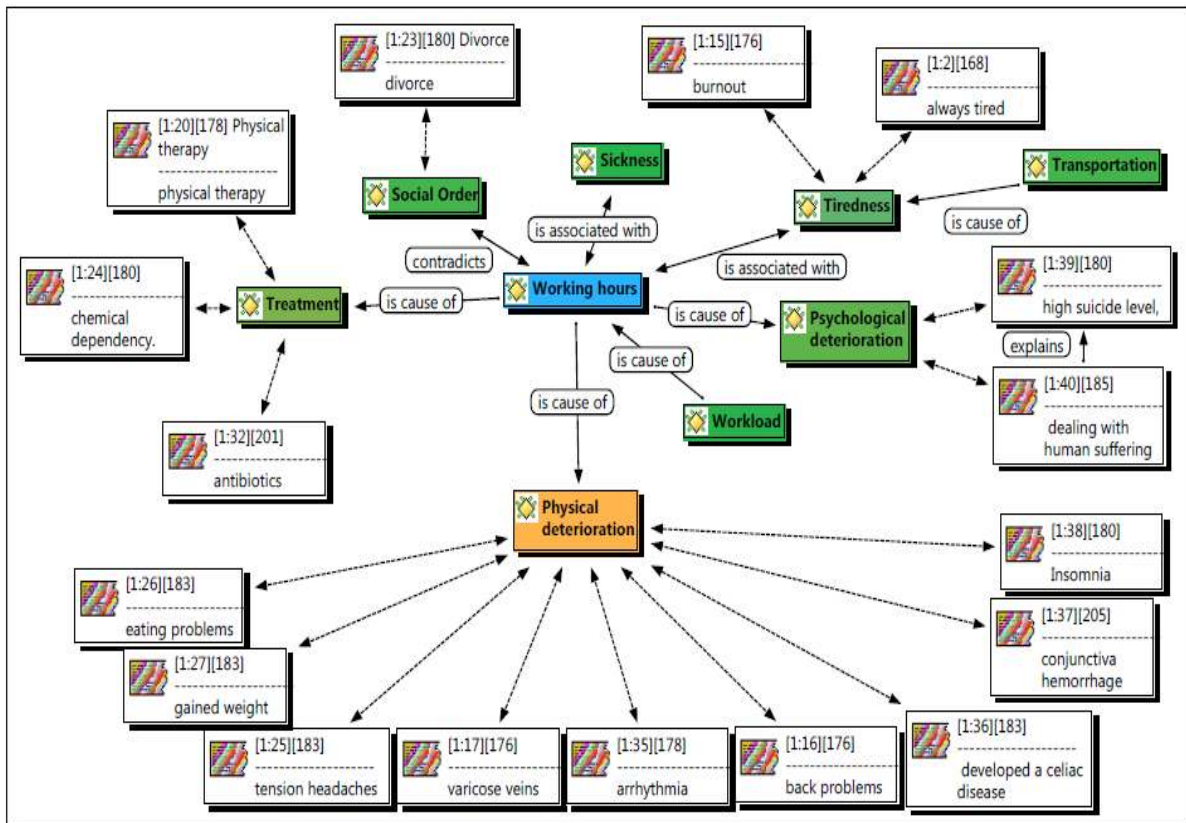 [1:23][180] Divorce
divorce
[1:15][176]
burnout
[1:2][168]
always tired
[1:20][178] Physical
therapy
physical therapy
Sickness
Transportation
Social Order
Tiredness
is cause of
is associated with
contradicts
is associated with
[1:24][180]
chemical
dependency.
Treatment
is cause of
Working hours
is cause of
Psychological
deterioration
[1:39][180]
high suicide level,
explains
is cause of
[1:40][185]
dealing with
human suffering
is cause of
Workload
[1:32][201]
antibiotics
Physical
deterioration
[1:38][180]
Insomnia
[1:26][183]
eating problems
[1:37][205]
conjunctiva
hemorrhage
[1:27][183]
gained weight
[1:25][183]
tension headaches
[1:17][176]
varicose veins
[1:35][178]
arrhythmia
[1:16][176]
back problems
[1:36][183]
developed a celiac
disease